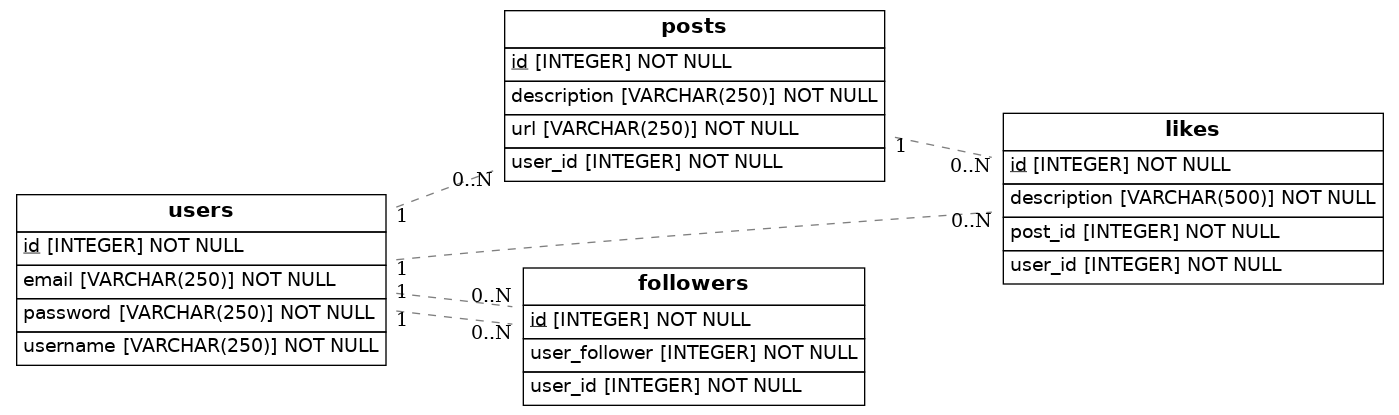 posts
id [INTEGER] NOT NULL
description [VARCHAR(250)] NOT NULL
url [VARCHAR(250)] NOT NULL
user_id [INTEGER] NOT NULL
1
0..N
likes
id [INTEGER] NOT NULL
description [VARCHAR(500)] NOT NULL
post_id [INTEGER] NOT NULL
user_id [INTEGER] NOT NULL
0..N
1
0..N
1
users
id [INTEGER] NOT NULL
email [VARCHAR(250)] NOT NULL
password [VARCHAR(250)] NOT NULL
username [VARCHAR(250)] NOT NULL
1
0..N
1
0..N
followers
id [INTEGER] NOT NULL
user_follower [INTEGER] NOT NULL
user_id [INTEGER] NOT NULL